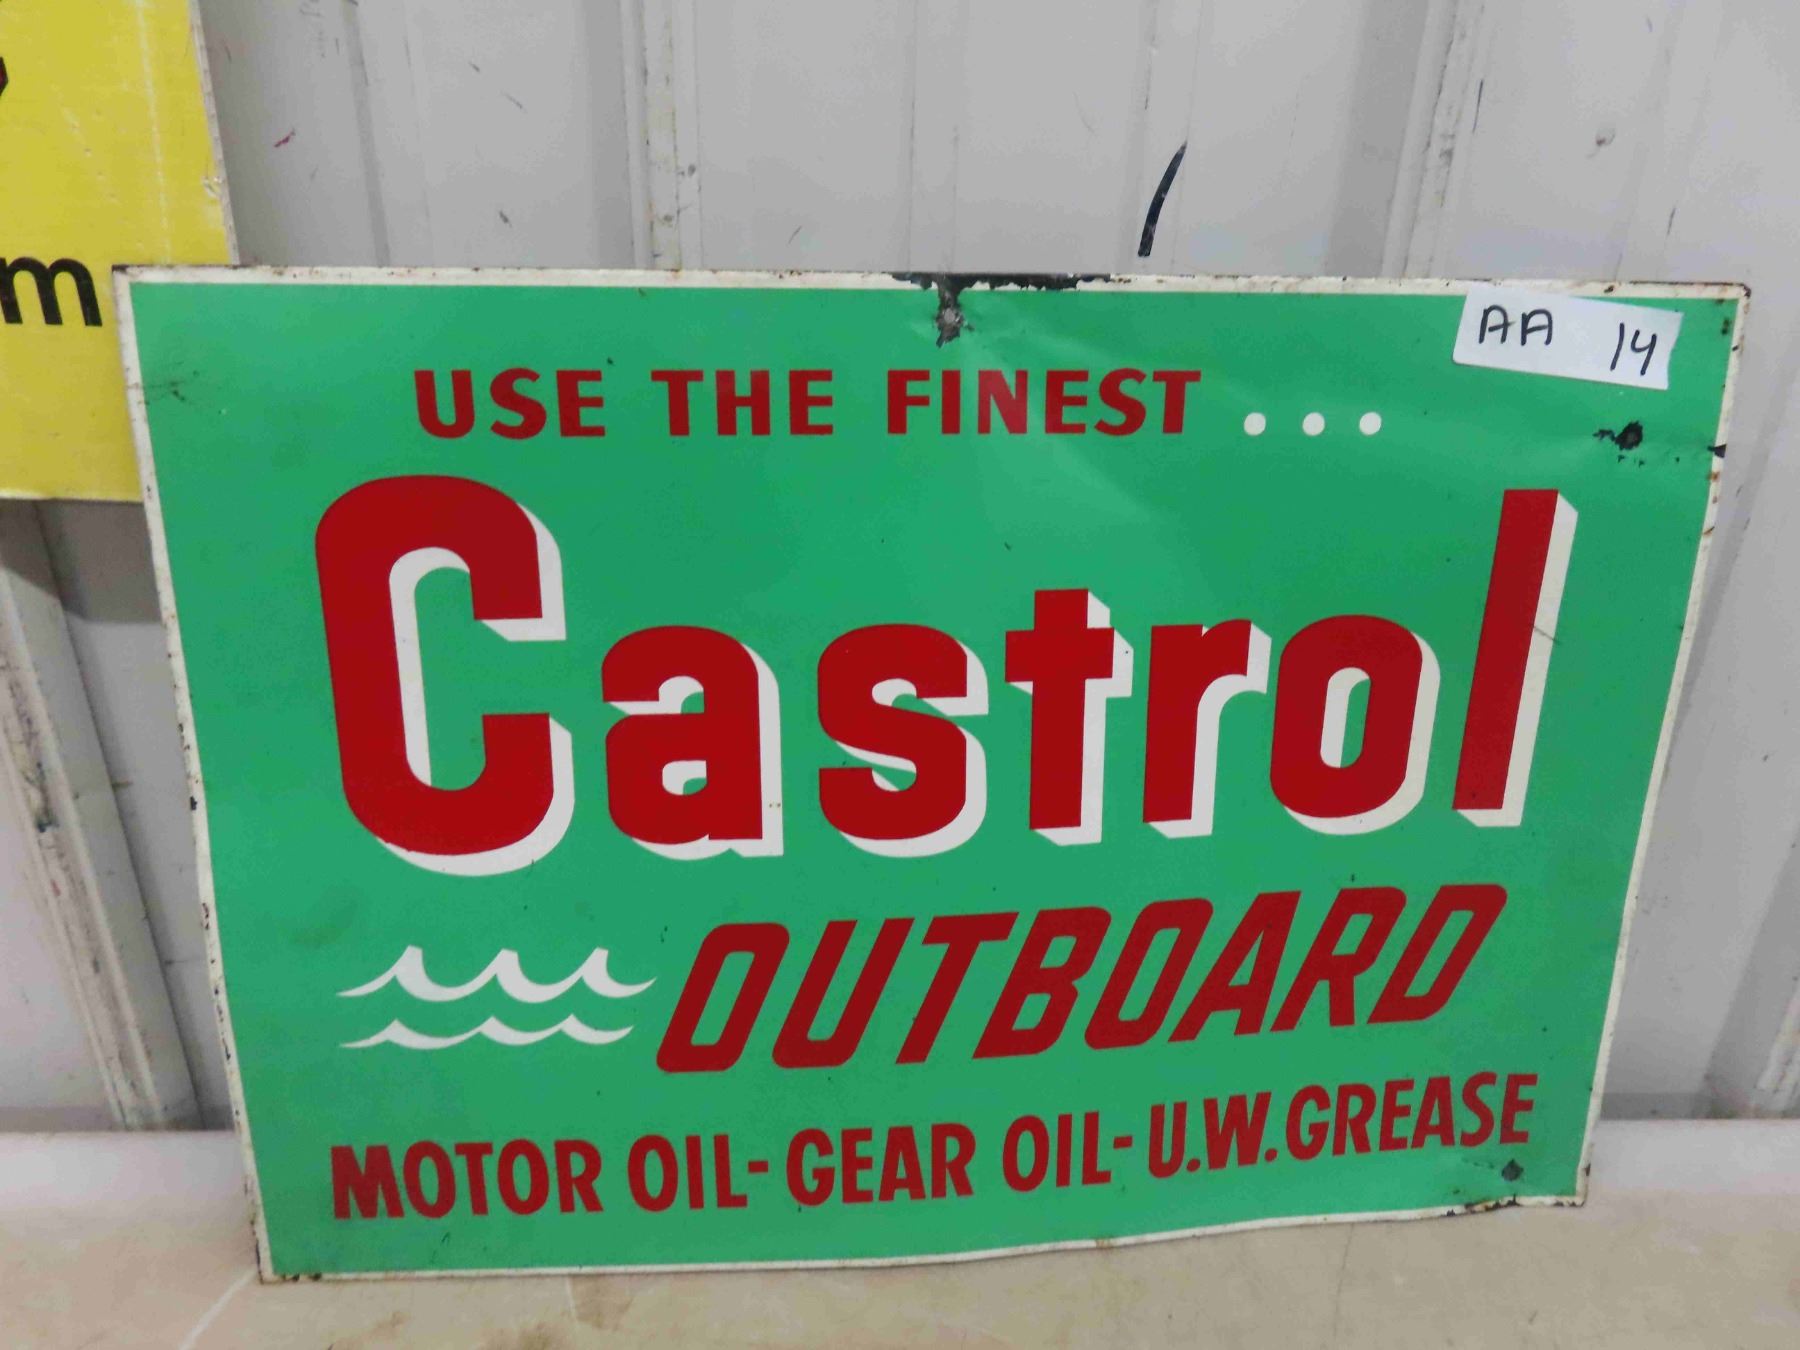 m
AA 14
USE THE FINEST ...
Castrol
OUTBOARD
MOTOR OIL-GEAR OIL-U.W.GREASE